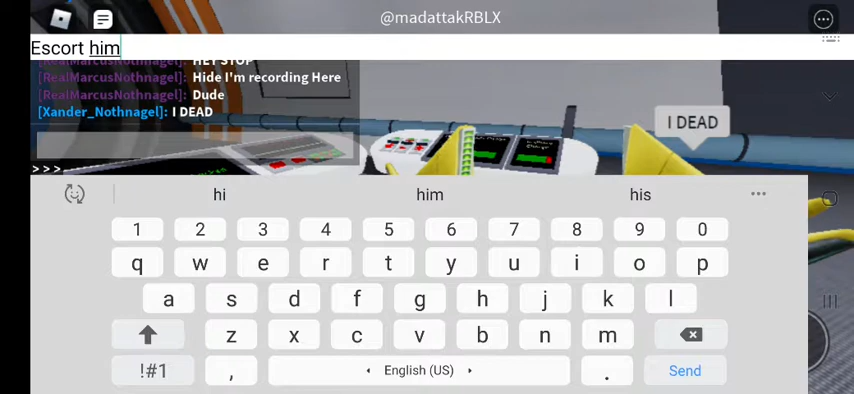 @madattakRBLX
Escort him
[RealMarcusNothnagel]: HEY STOP
[RealMarcusNothnagel]: Hide I'm recording Here
[RealMarcusNothnagel]: Dude
[Xander_Nothnagel]: I DEAD
I DEAD
>>>
hi him his
1 2 3 4 5 6 7 8 9 0
q w e r t y u i o p
a s d f g h j k l
z x c v b n m
!#1 , English (US) . Send